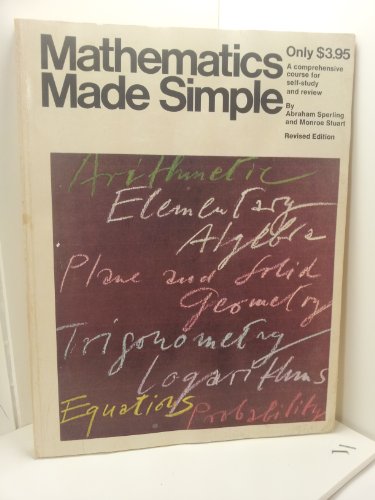 Mathematics
Made Simple
Only $3.95
A comprehensive
course for
self-study
and review
By
Abraham Sperling
and Monroe Stuart
Revised Edition
Arithmetic
Elementary
Algebra
Plane and Solid
Geometry
Trigonometry
Logarithms
Equations
Probability